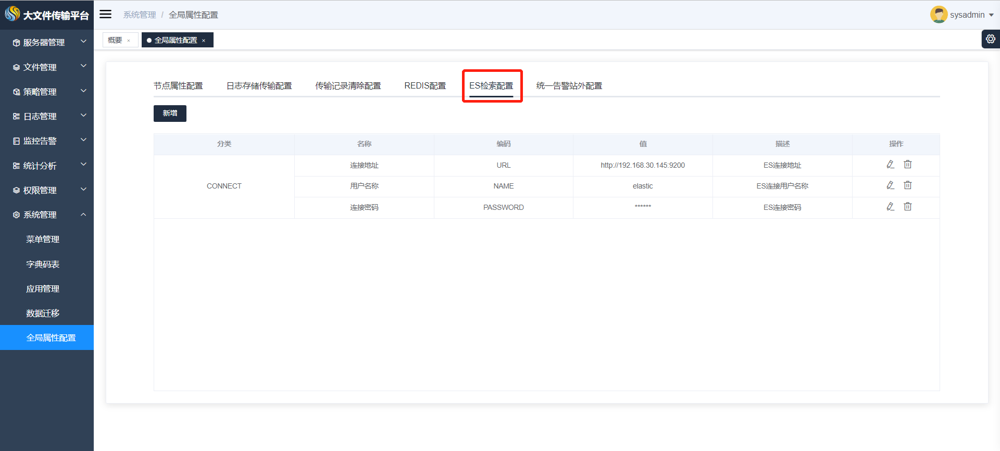 大文件传输平台
系统管理 / 全局属性配置
sysadmin
概要 ×
全局属性配置 ×
服务器管理
文件管理
策略管理
日志管理
监控告警
统计分析
权限管理
系统管理
菜单管理
字典码表
应用管理
数据迁移
全局属性配置
节点属性配置 日志存储传输配置 传输记录清除配置 REDIS配置 ES检索配置 统一告警站外配置
新增
分类 名称 编码 值 描述 操作
连接地址 URL http://192.168.30.145:9200 ES连接地址
CONNECT 用户名称 NAME elastic ES连接用户名称
连接密码 PASSWORD ****** ES连接密码